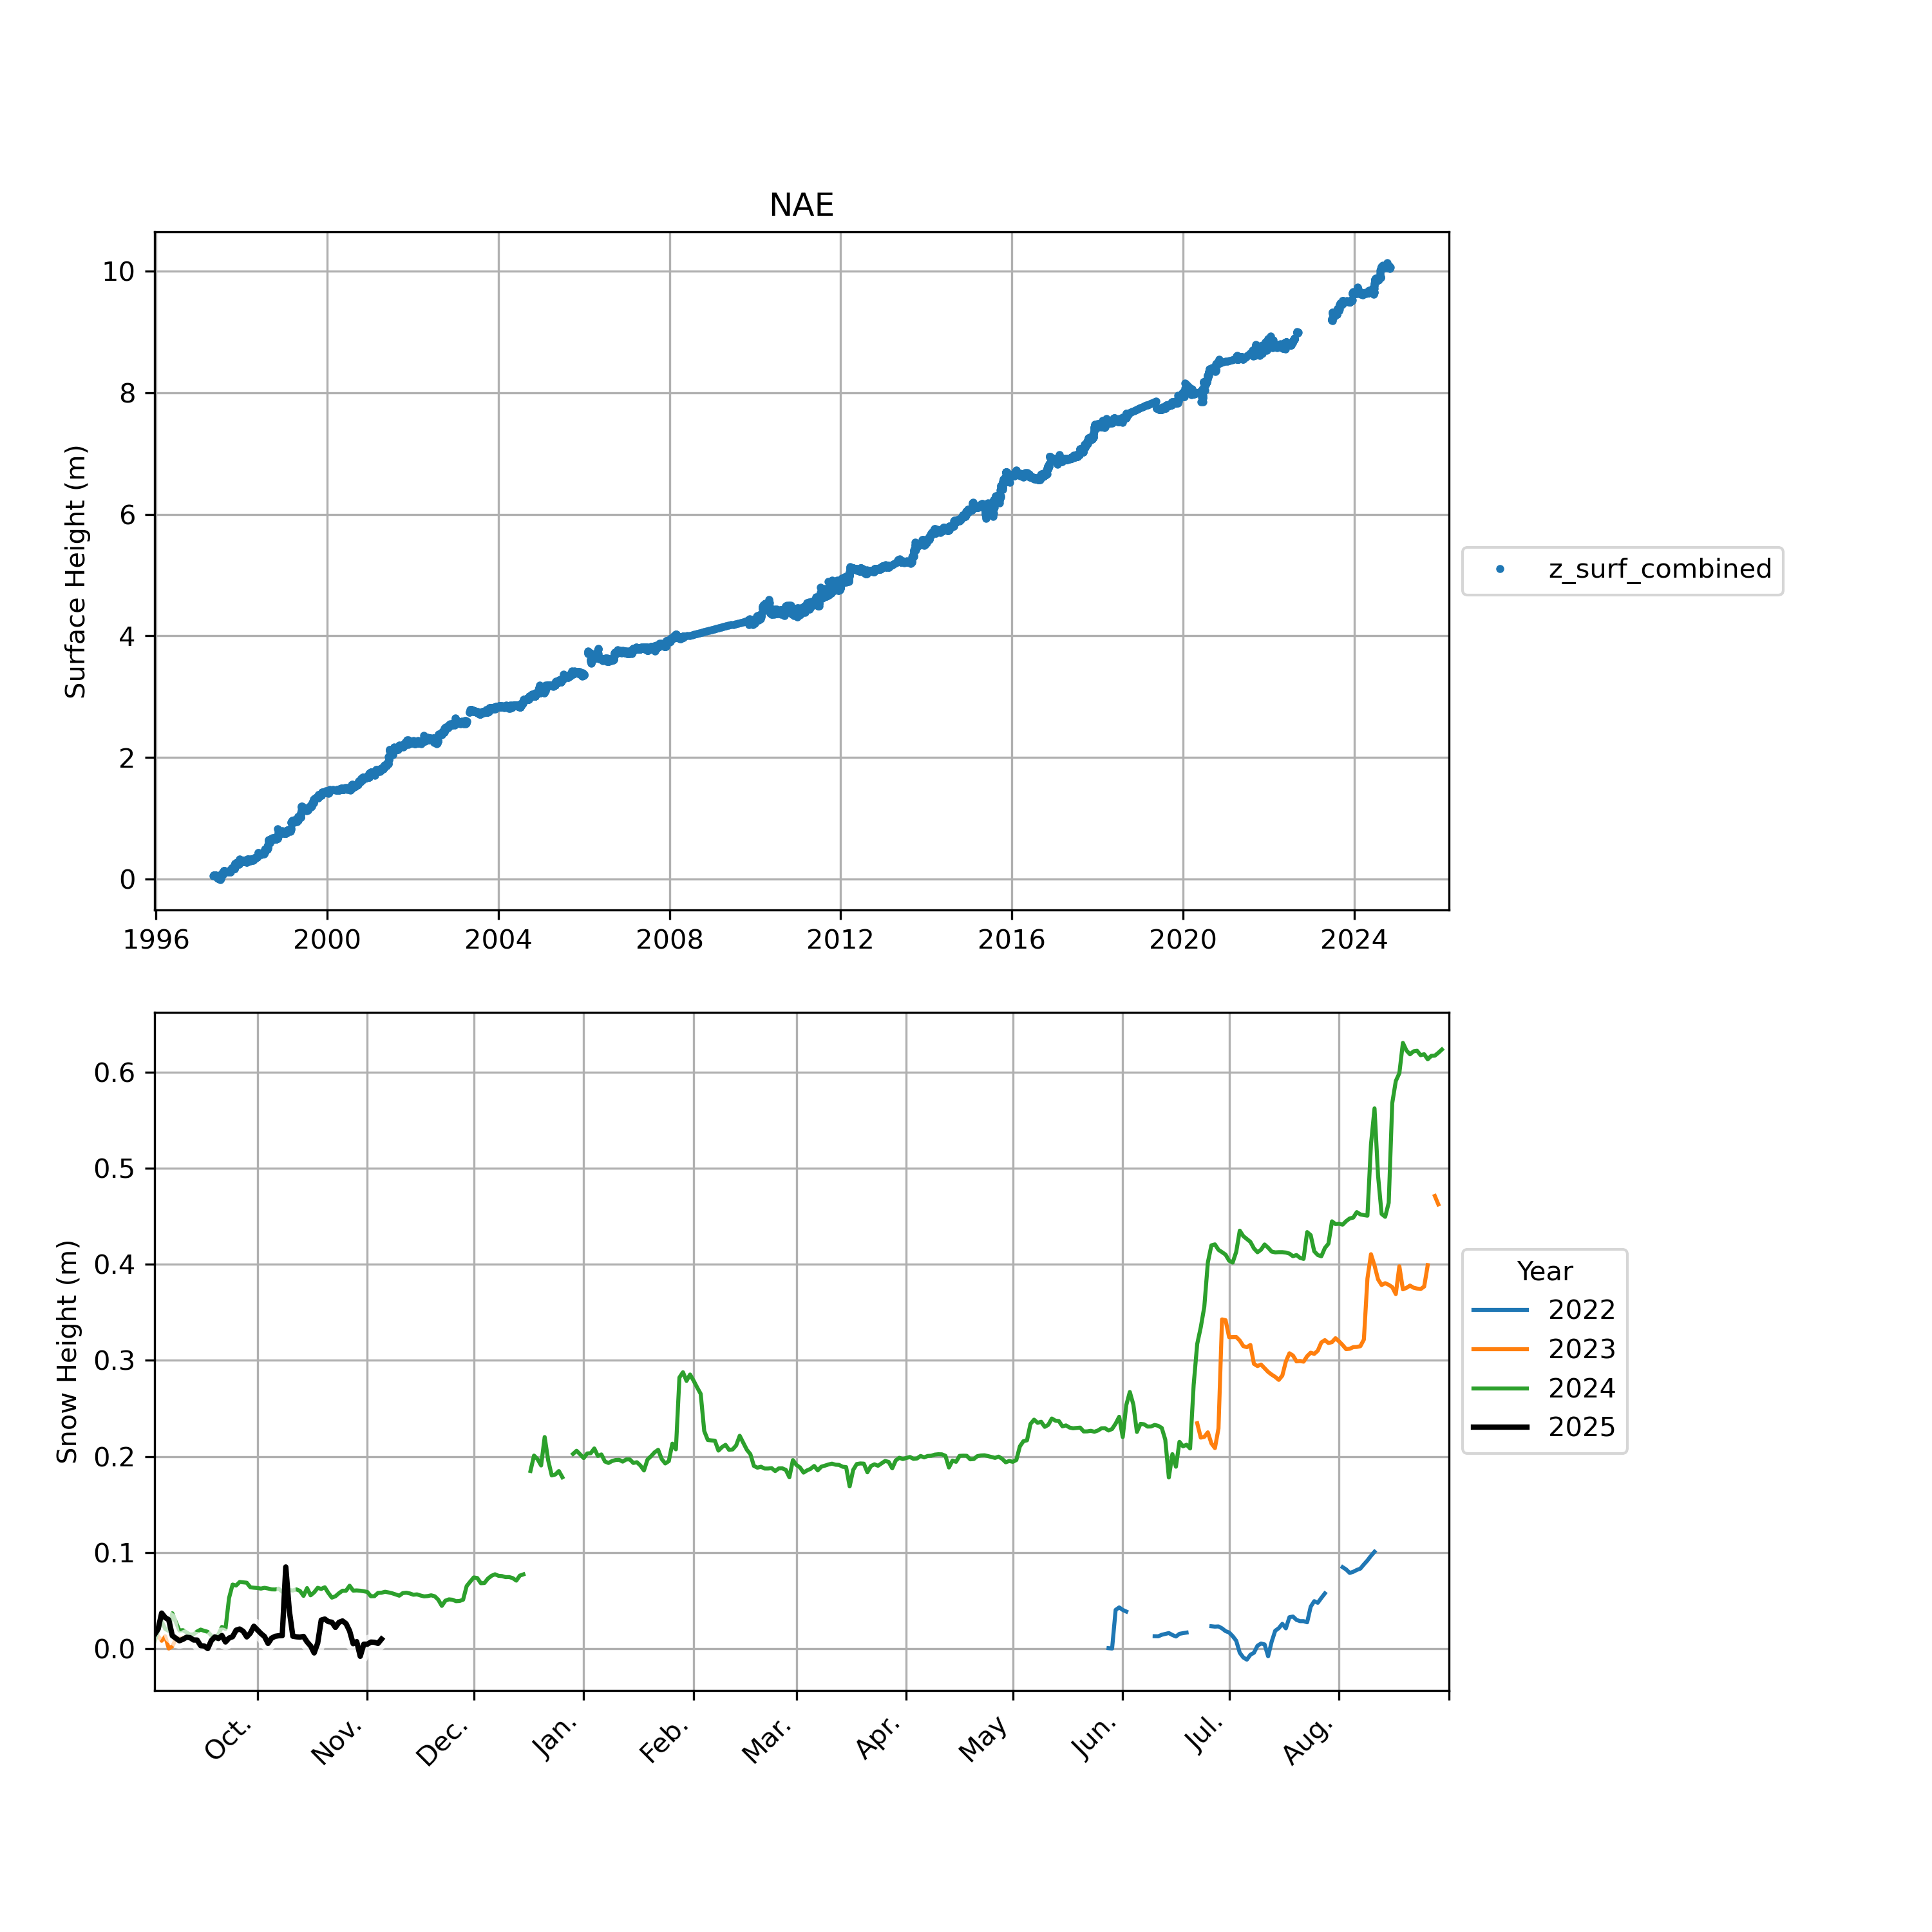 NAE
Surface Height (m)
10
8
6
4
2
0
1996 2000 2004 2008 2012 2016 2020 2024
z_surf_combined
Snow Height (m)
0.6
0.5
0.4
0.3
0.2
0.1
0.0
Oct. Nov. Dec. Jan. Feb. Mar. Apr. May Jun. Jul. Aug.
Year
2022
2023
2024
2025